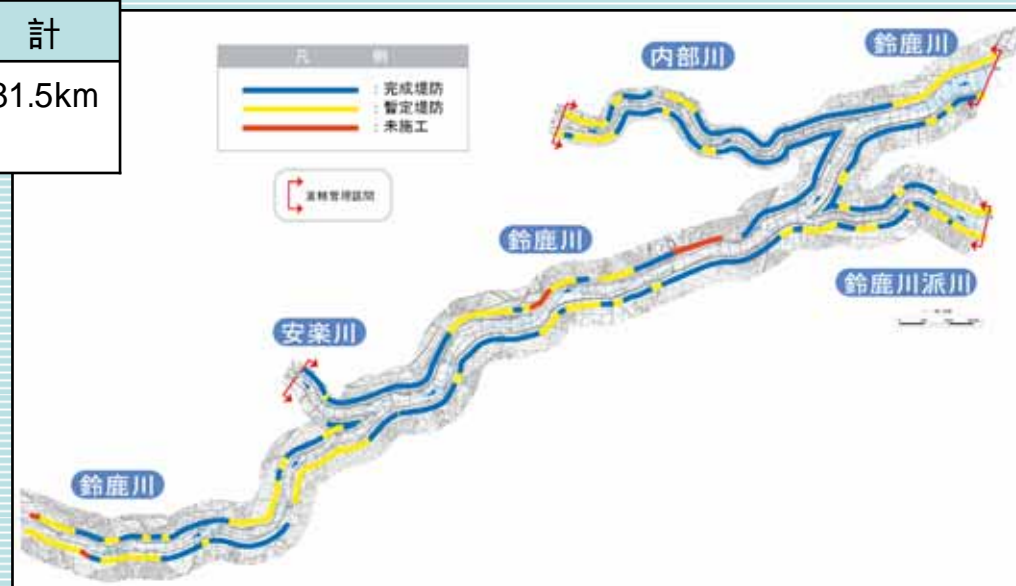 計
31.5km
凡 例
: 完成堤防
: 暫定堤防
: 未施工
直轄管理区間
内部川
鈴鹿川
鈴鹿川
鈴鹿川派川
安楽川
鈴鹿川